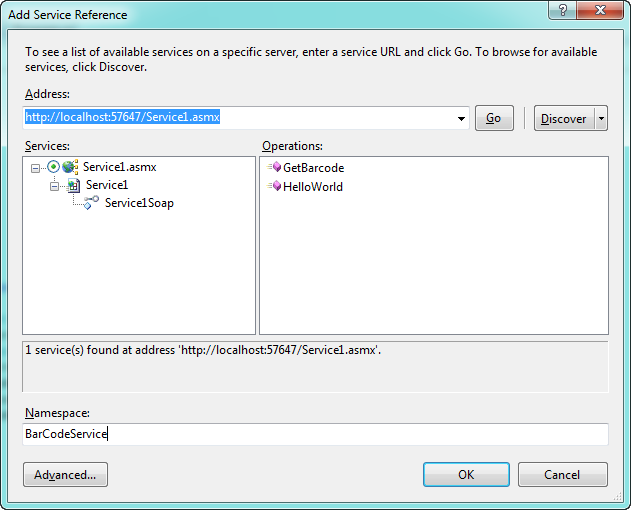 Add Service Reference
To see a list of available services on a specific server, enter a service URL and click Go. To browse for available
services, click Discover.
Address:
http://localhost:57647/Service1.asmx
Go
Discover
Services:
Operations:
Service1.asmx
Service1
Service1Soap
GetBarcode
HelloWorld
1 service(s) found at address 'http://localhost:57647/Service1.asmx'.
Namespace:
BarCodeService
Advanced...
OK
Cancel